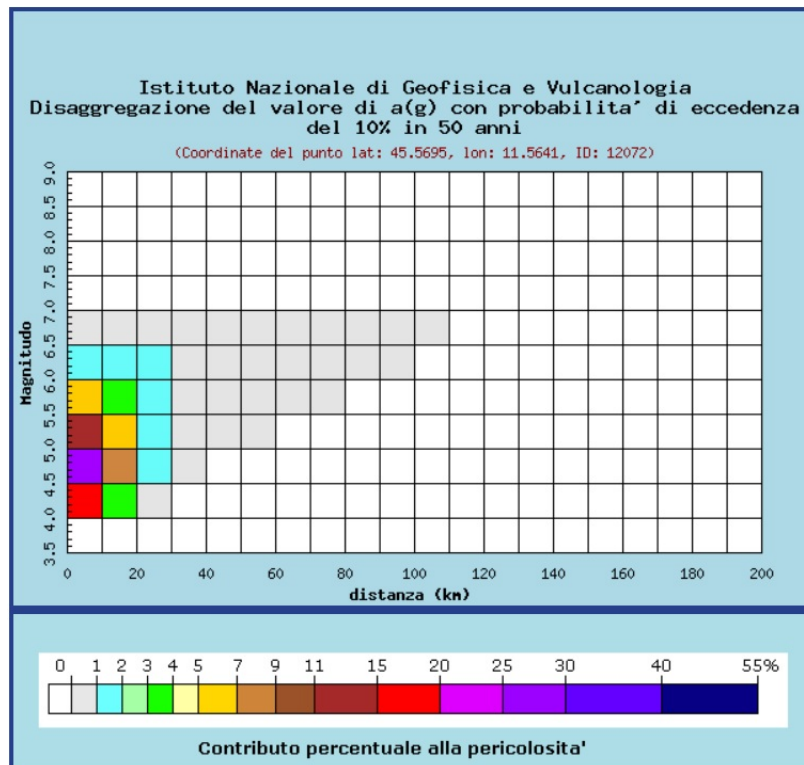 Istituto Nazionale di Geofisica e Vulcanologia
Disaggregazione del valore di a(g) con probabilita' di eccedenza
del 10% in 50 anni
(Coordinate del punto lat: 45.5695, lon: 11.5641, ID: 12072)
Magnitudo
9.0
8.5
8.0
7.5
7.0
6.5
6.0
5.5
5.0
4.5
4.0
3.5
0 20 40 60 80 100 120 140 160 180 200
distanza (km)
0 1 2 3 4 5 7 9 11 15 20 25 30 40 55%
Contributo percentuale alla pericolosita'